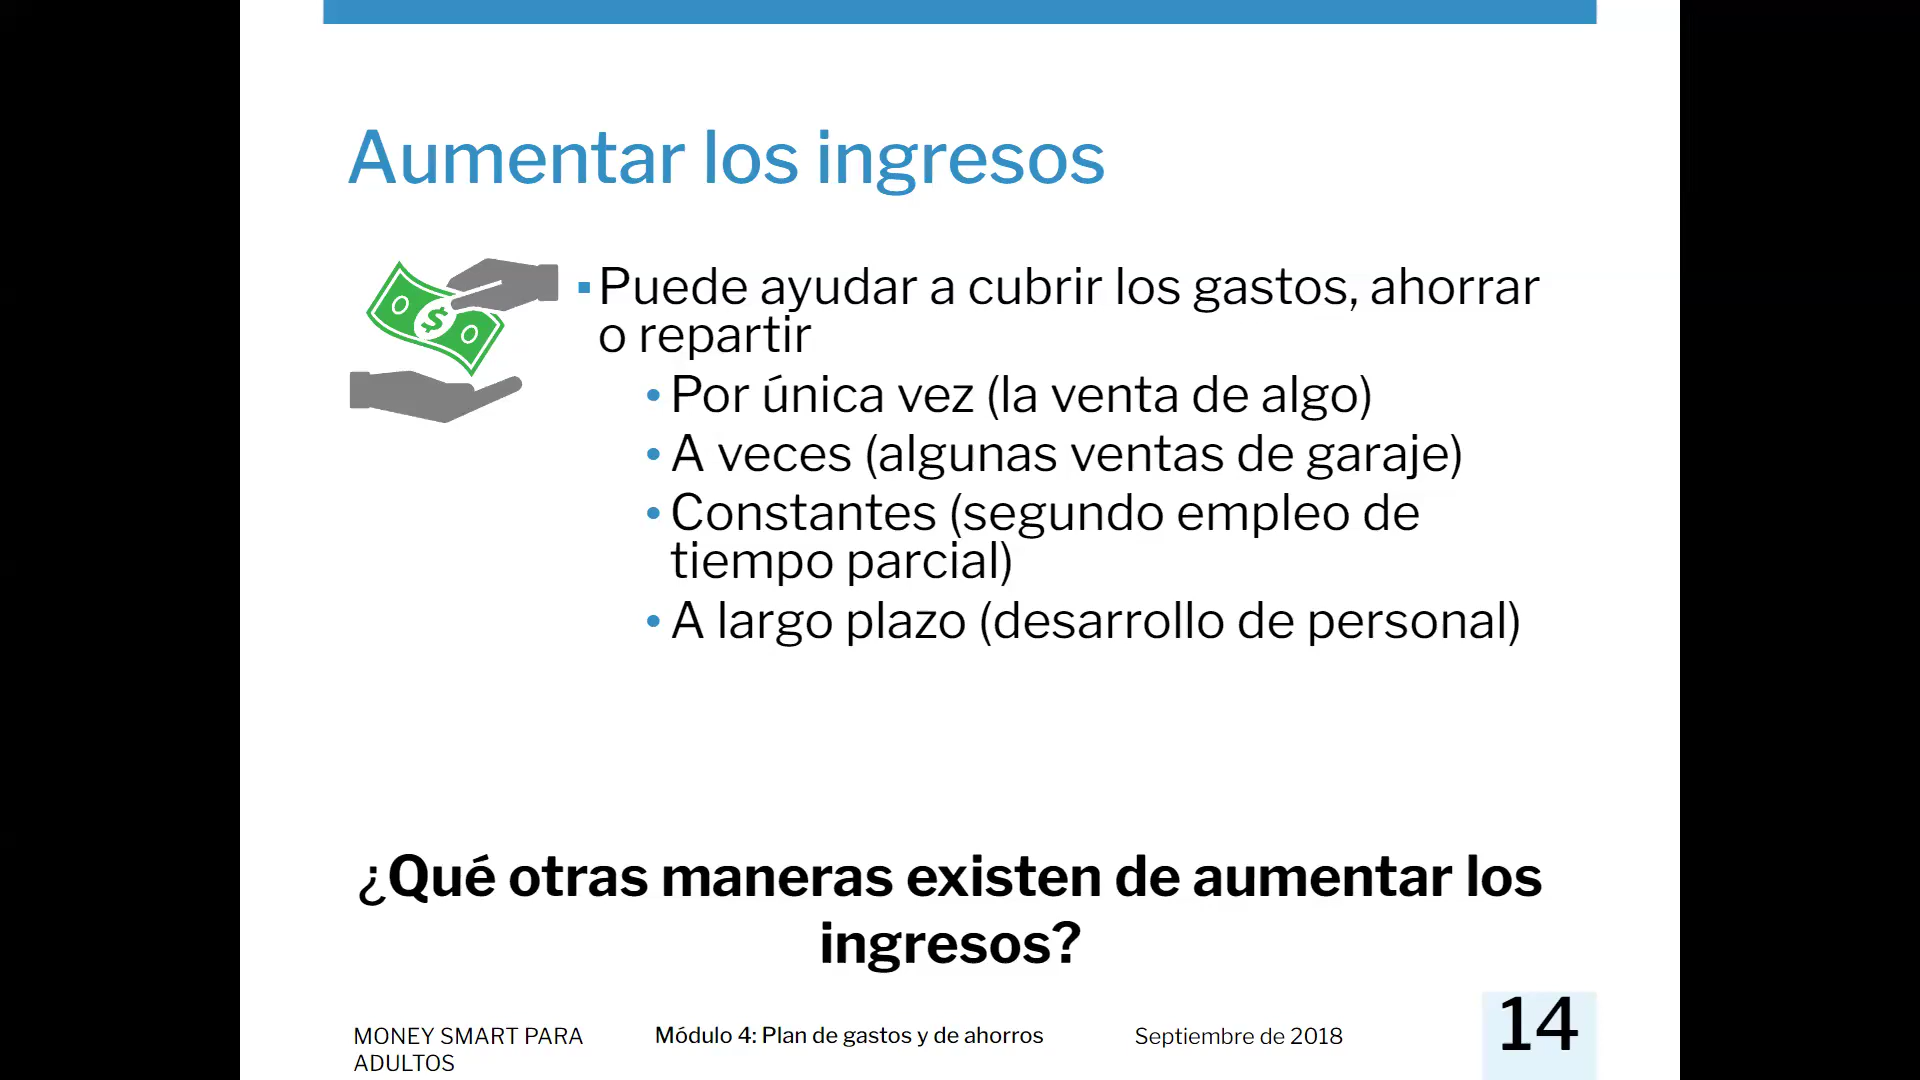 Aumentar los ingresos
▪Puede ayudar a cubrir los gastos, ahorrar
o repartir
•Por única vez (la venta de algo)
•A veces (algunas ventas de garaje)
•Constantes (segundo empleo de
tiempo parcial)
•A largo plazo (desarrollo de personal)
$
¿Qué otras maneras existen de aumentar los
ingresos?
MONEY SMART PARA
ADULTOS
Módulo 4: Plan de gastos y de ahorros
Septiembre de 2018
14